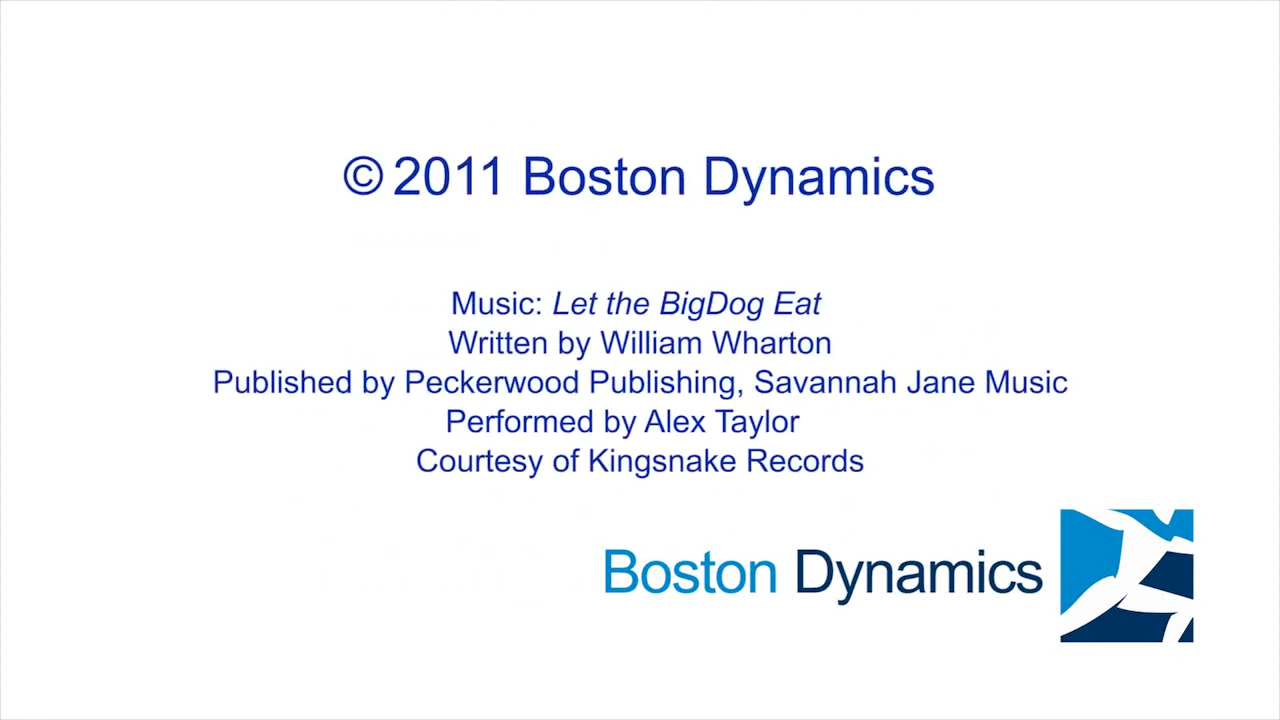 © 2011 Boston Dynamics
Music: Let the BigDog Eat
Written by William Wharton
Published by Peckerwood Publishing, Savannah Jane Music
Performed by Alex Taylor
Courtesy of Kingsnake Records
Boston Dynamics